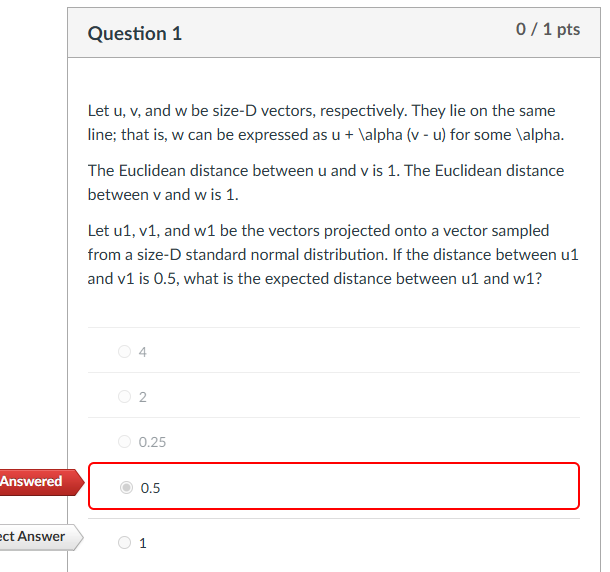 Question 1
0 / 1 pts
Let u, v, and w be size-D vectors, respectively. They lie on the same
line; that is, w can be expressed as u + \alpha (v - u) for some \alpha.
The Euclidean distance between u and v is 1. The Euclidean distance
between v and w is 1.
Let u1, v1, and w1 be the vectors projected onto a vector sampled
from a size-D standard normal distribution. If the distance between u1
and v1 is 0.5, what is the expected distance between u1 and w1?
4
2
0.25
Answered
0.5
ect Answer
1